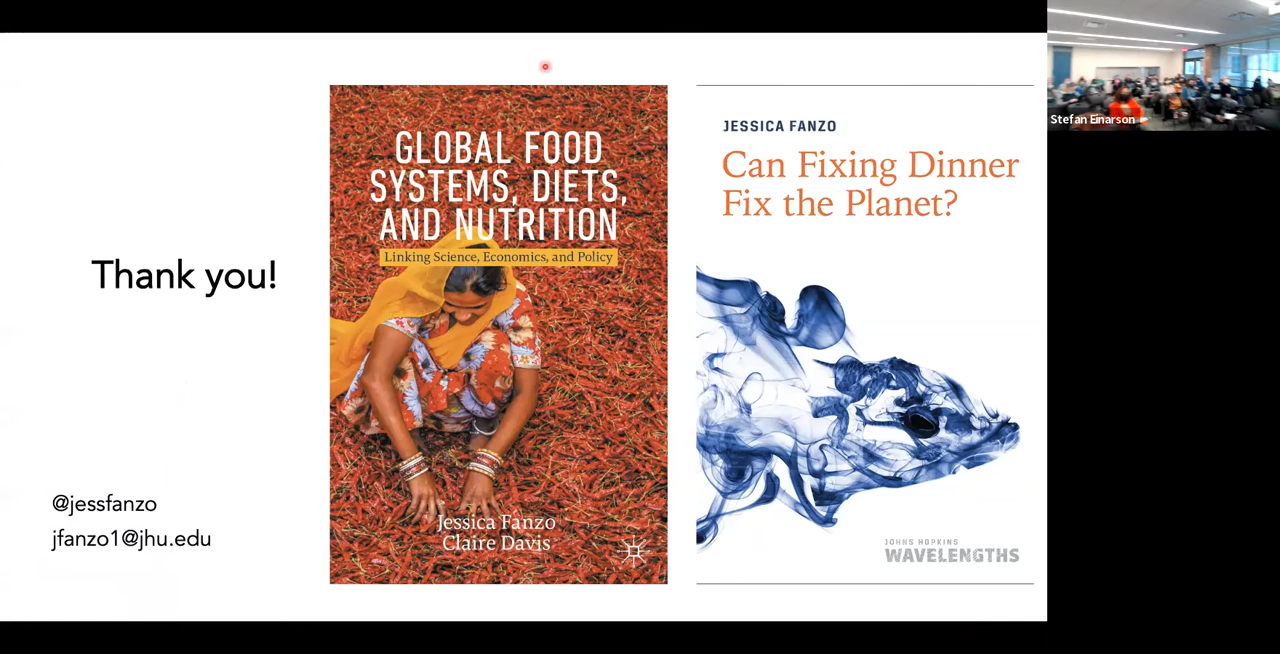 Thank you!
@jessfanzo
jfanzo1@jhu.edu
GLOBAL FOOD
SYSTEMS, DIETS,
AND NUTRITION
Linking Science, Economics, and Policy
Jessica Fanzo
Claire Davis
JESSICA FANZO
Can Fixing Dinner
Fix the Planet?
JOHNS HOPKINS
WAVELENGTHS
Stefan Einarson